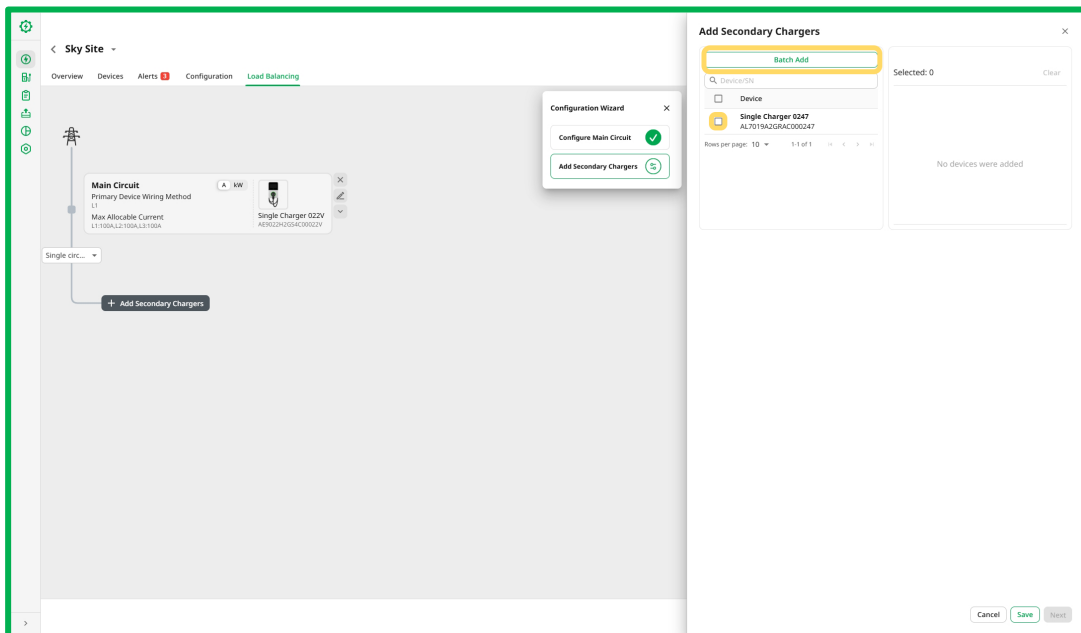 Sky Site
Overview Devices Alerts 3 Configuration Load Balancing
Main Circuit
A kW
Primary Device Wiring Method
L1
Max Allocable Current
L1:100A,L2:100A,L3:100A
Single Charger 022V
AE9022H2GS4C00022V
Single circ...
+ Add Secondary Chargers
Configuration Wizard
Configure Main Circuit
Add Secondary Chargers
Add Secondary Chargers
Batch Add
Device/SN
Device
Single Charger 0247
AL7019A2GRAC000247
Rows per page: 10 1-1 of 1
Selected: 0 Clear
No devices were added
Cancel Save Next